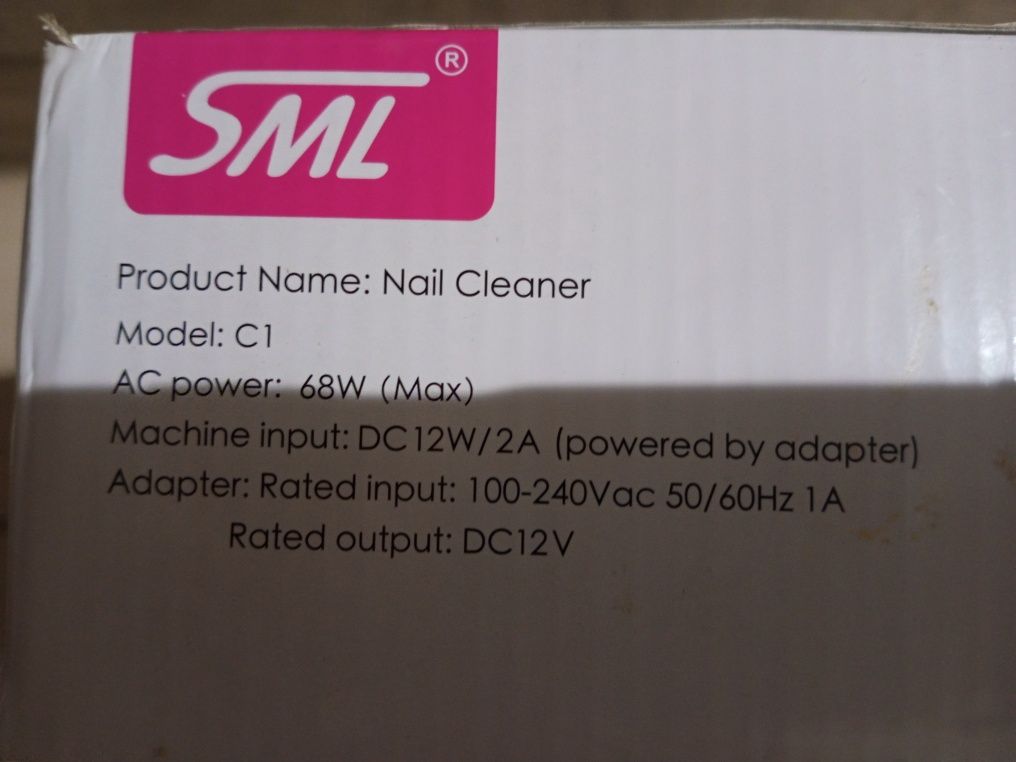 SML®
Product Name: Nail Cleaner
Model: C1
AC power: 68W (Max)
Machine input: DC12W/2A (powered by adapter)
Adapter: Rated input: 100-240Vac 50/60Hz 1A
Rated output: DC12V